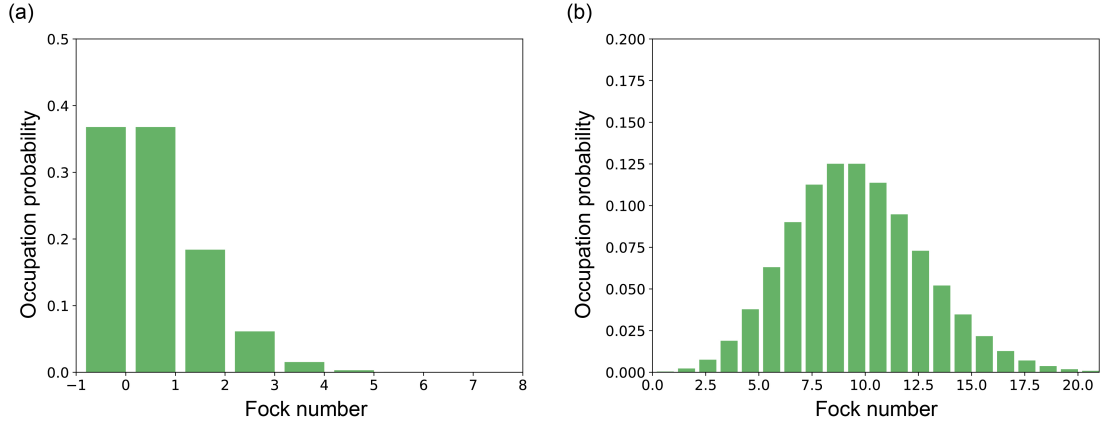 (a)
(b)
Occupation probability
0.5
0.4
0.3
0.2
0.1
0.0
−1 0 1 2 3 4 5 6 7 8
Fock number
Occupation probability
0.200
0.175
0.150
0.125
0.100
0.075
0.050
0.025
0.000
0.0 2.5 5.0 7.5 10.0 12.5 15.0 17.5 20.0
Fock number